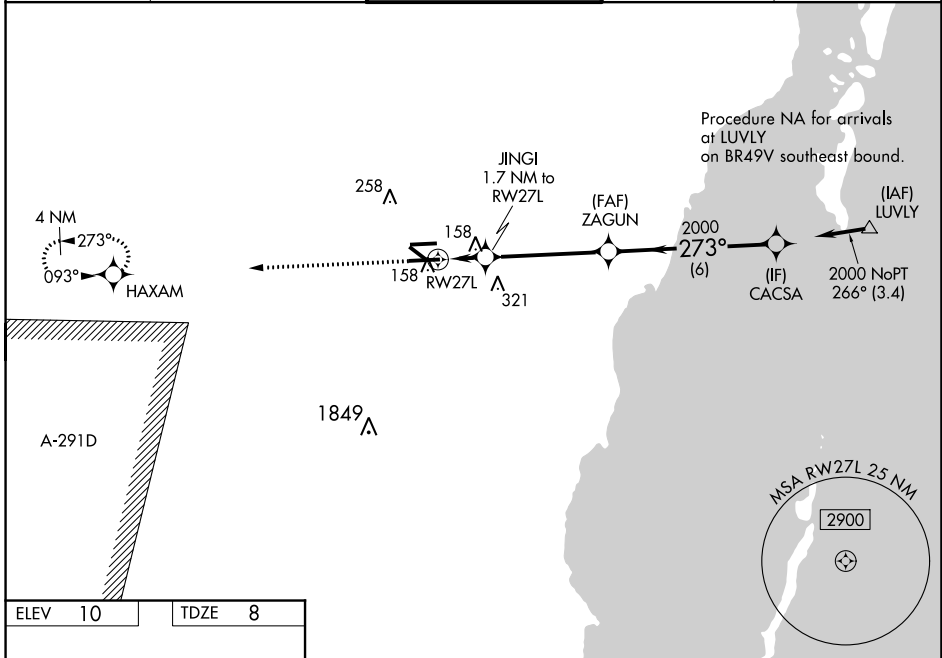 Procedure NA for arrivals
at LUVLY
on BR49V southeast bound.
JINGI
1.7 NM to
RW27L
258
(FAF)
ZAGUN
(IAF)
LUVLY
4 NM
273°
093°
HAXAM
158
158
RW27L
321
2000
273°
(6)
(IF)
CACSA
2000 NoPT
266° (3.4)
1849
A-291D
MSA RW27L 25 NM
2900
ELEV 10
TDZE 8